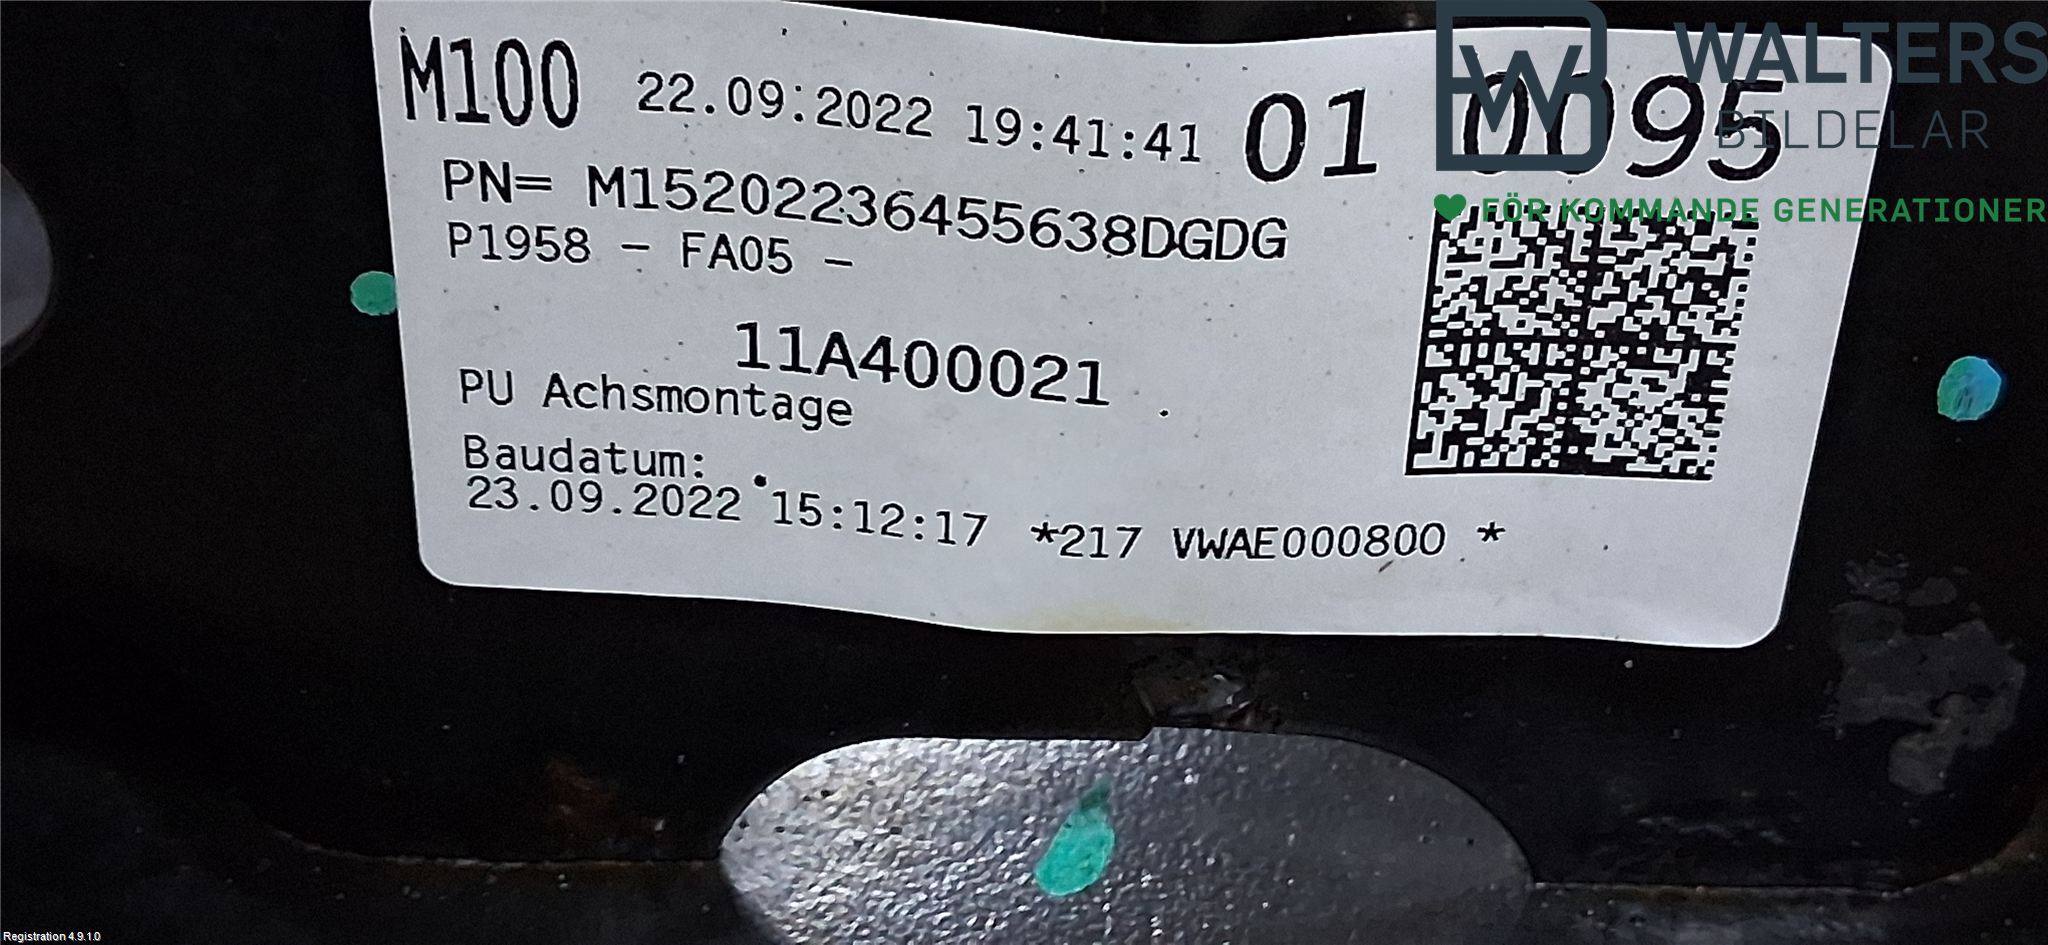 M100 22.09.2022 19:41:41 01 0095
PN= M15202236455638DGDG
P1958 - FA05 -
11A400021
PU Achsmontage
Baudatum:
23.09.2022 15:12:17 *217 VWAE000800 *
WALTERS
BILDELAR
FÖR KOMMANDE GENERATIONER
Registration 4.9.1.0